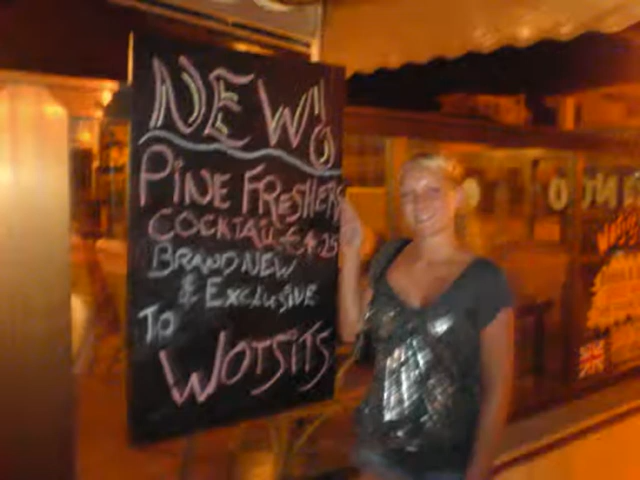 NEW!
PINE FRESHERS
COCKTAIL €4.25
BRAND NEW
& EXCLUSIVE
TO
WOTSITS